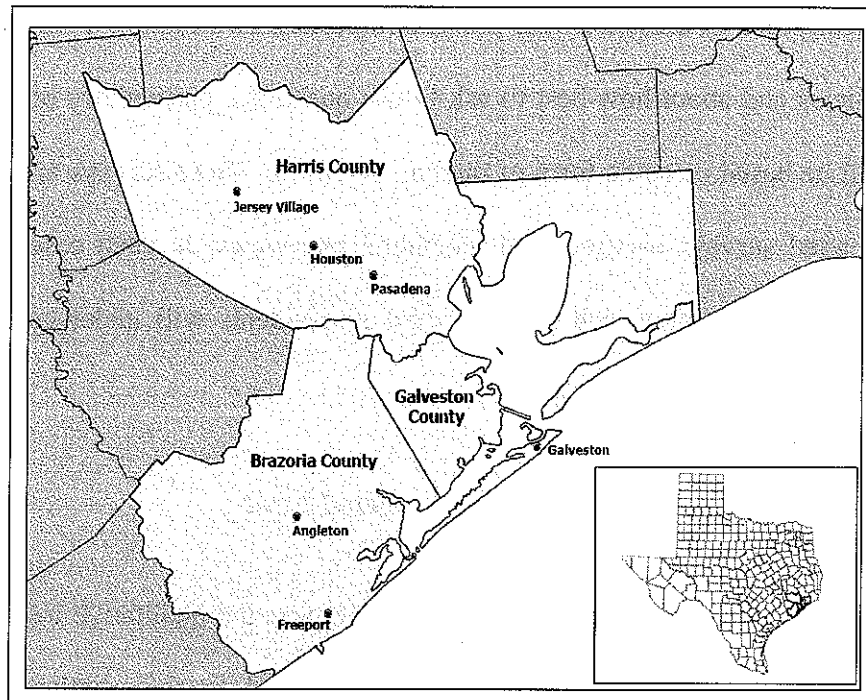 Harris County
Jersey Village
Houston
Pasadena
Galveston
County
Brazoria County
Galveston
Angleton
Freeport